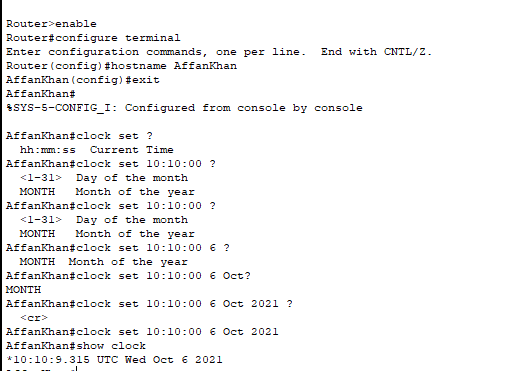 Router>enable
Router#configure terminal
Enter configuration commands, one per line.  End with CNTL/Z.
Router(config)#hostname AffanKhan
AffanKhan(config)#exit
AffanKhan#
%SYS-5-CONFIG_I: Configured from console by console
AffanKhan#clock set ?
  hh:mm:ss  Current Time
AffanKhan#clock set 10:10:00 ?
  <1-31>  Day of the month
  MONTH   Month of the year
AffanKhan#clock set 10:10:00 ?
  <1-31>  Day of the month
  MONTH   Month of the year
AffanKhan#clock set 10:10:00 6 ?
  MONTH  Month of the year
AffanKhan#clock set 10:10:00 6 Oct?
MONTH
AffanKhan#clock set 10:10:00 6 Oct 2021 ?
  <cr>
AffanKhan#clock set 10:10:00 6 Oct 2021
AffanKhan#show clock
*10:10:9.315 UTC Wed Oct 6 2021